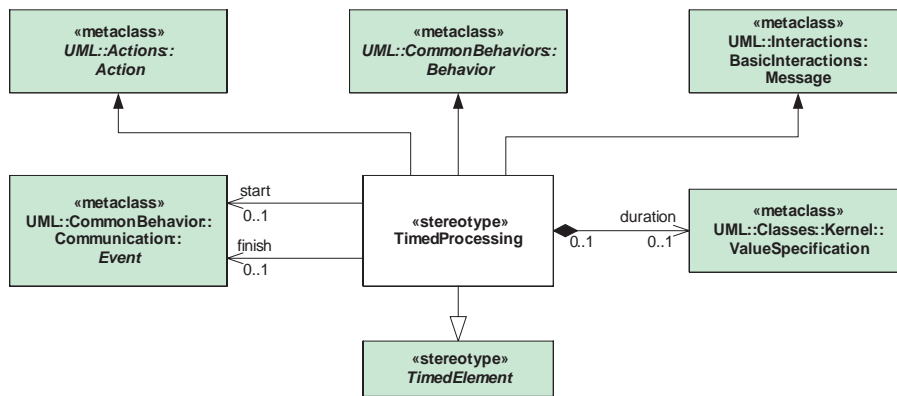 «metaclass»
UML::Actions::
Action
«metaclass»
UML::CommonBehaviors::
Behavior
«metaclass»
UML::Interactions::
BasicInteractions::
Message
«metaclass»
UML::CommonBehavior::
Communication::
Event
start
0..1
finish
0..1
«stereotype»
TimedProcessing
duration
0..1
0..1
«metaclass»
UML::Classes::Kernel::
ValueSpecification
«stereotype»
TimedElement